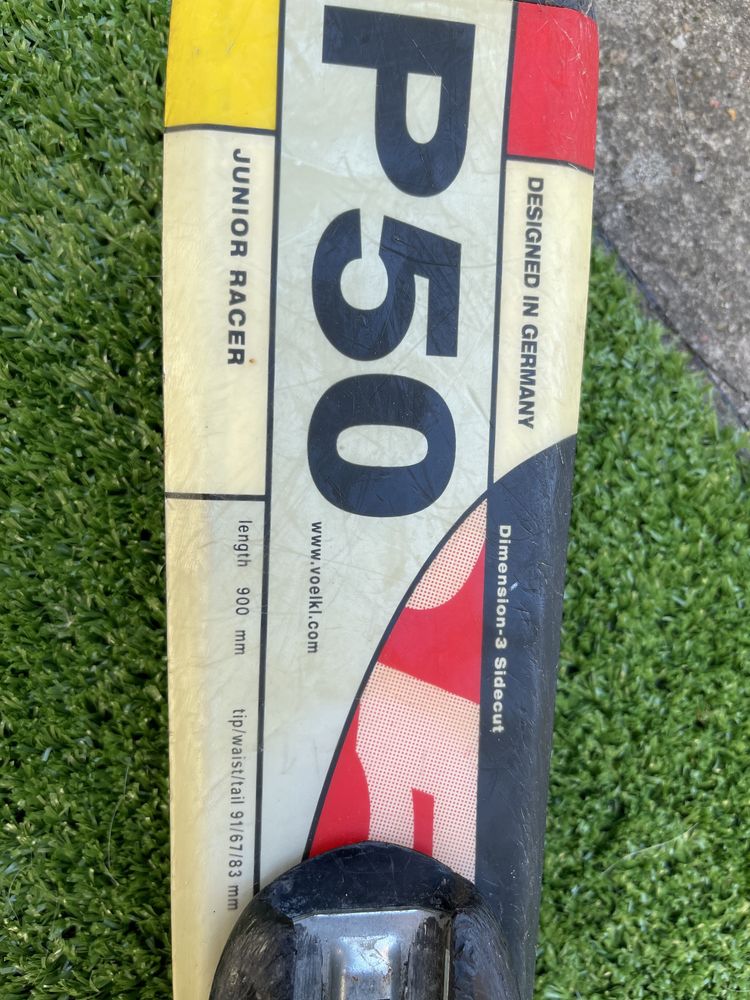 P50
DESIGNED IN GERMANY
JUNIOR RACER
www.voelkl.com
Dimension-3 Sidecut
length 900 mm
tip/waist/tail 91/67/83 mm